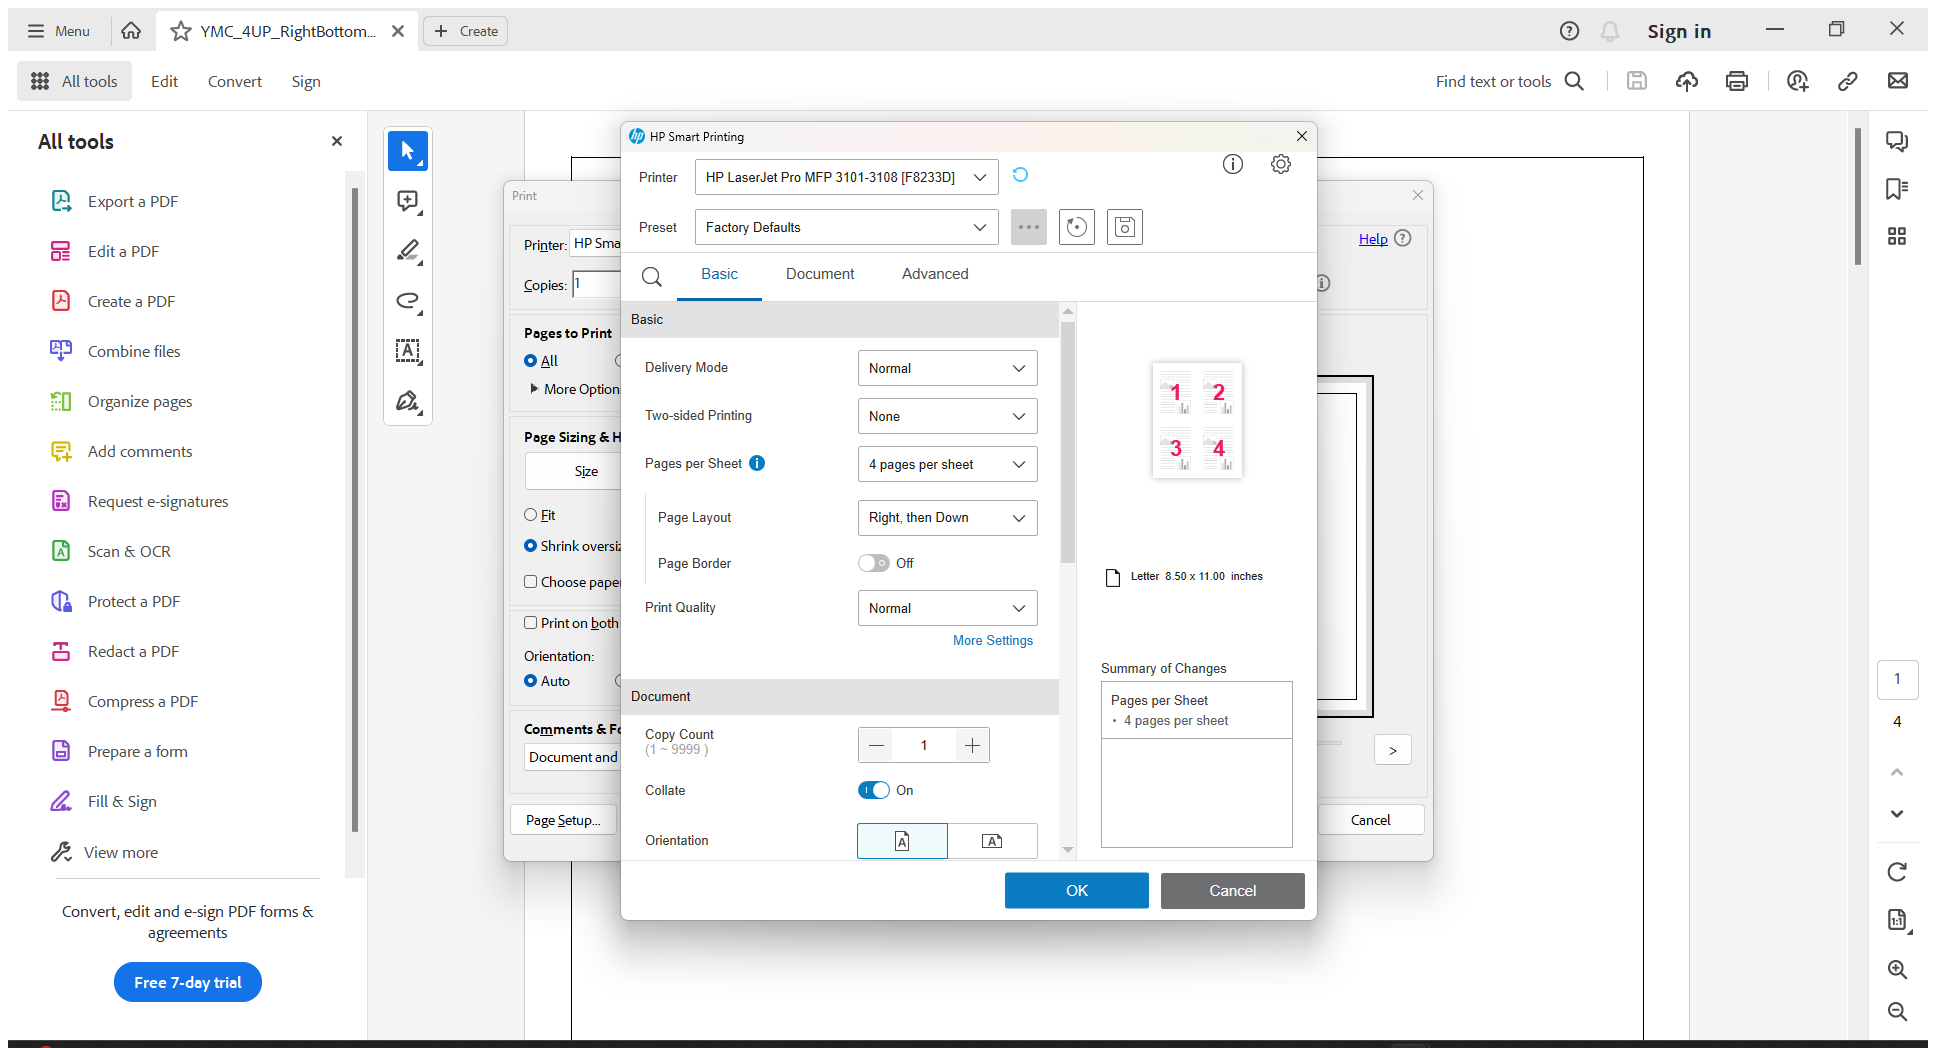 Menu
YMC_4UP_RightBottom...
Create
Sign in
All tools
Edit
Convert
Sign
Find text or tools
All tools
Export a PDF
Edit a PDF
Create a PDF
Combine files
Organize pages
Add comments
Request e-signatures
Scan & OCR
Protect a PDF
Redact a PDF
Compress a PDF
Prepare a form
Fill & Sign
View more
Convert, edit and e-sign PDF forms &
agreements
Free 7-day trial
Print
Printer: HP Sma
Copies: 1
Pages to Print
All
More Option
Page Sizing & H
Size
Fit
Shrink oversiz
Choose pape
Print on both
Orientation:
Auto
Comments & Fo
Document and
Page Setup...
Help
>
Cancel
HP Smart Printing
Printer
HP LaserJet Pro MFP 3101-3108 [F8233D]
Preset
Factory Defaults
Basic
Document
Advanced
Basic
Delivery Mode
Normal
Two-sided Printing
None
Pages per Sheet
4 pages per sheet
Page Layout
Right, then Down
Page Border
Off
Print Quality
Normal
More Settings
Document
Copy Count
(1 ~ 9999 )
1
Collate
On
Orientation
1 2
3 4
Letter 8.50 x 11.00 inches
Summary of Changes
Pages per Sheet
• 4 pages per sheet
OK
Cancel
1
4
1:1